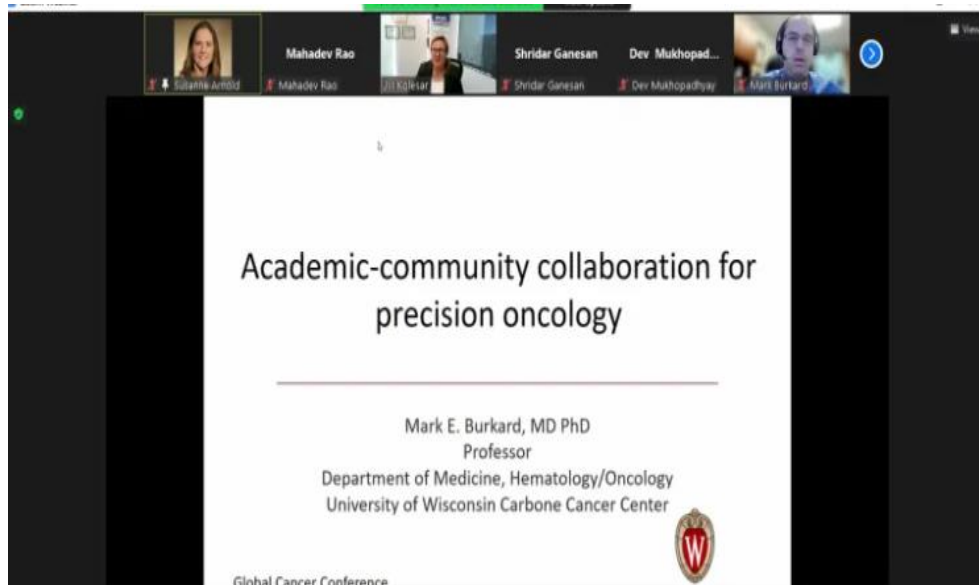 View
Mahadev Rao
Shridar Ganesan
Dev Mukhopad...
Susanne Arnold
Mahadev Rao
Jill Kolesar
Shridar Ganesan
Dev Mukhopadhyay
Mark Burkard
Academic-community collaboration for
precision oncology
Mark E. Burkard, MD PhD
Professor
Department of Medicine, Hematology/Oncology
University of Wisconsin Carbone Cancer Center
W
Global Cancer Conference